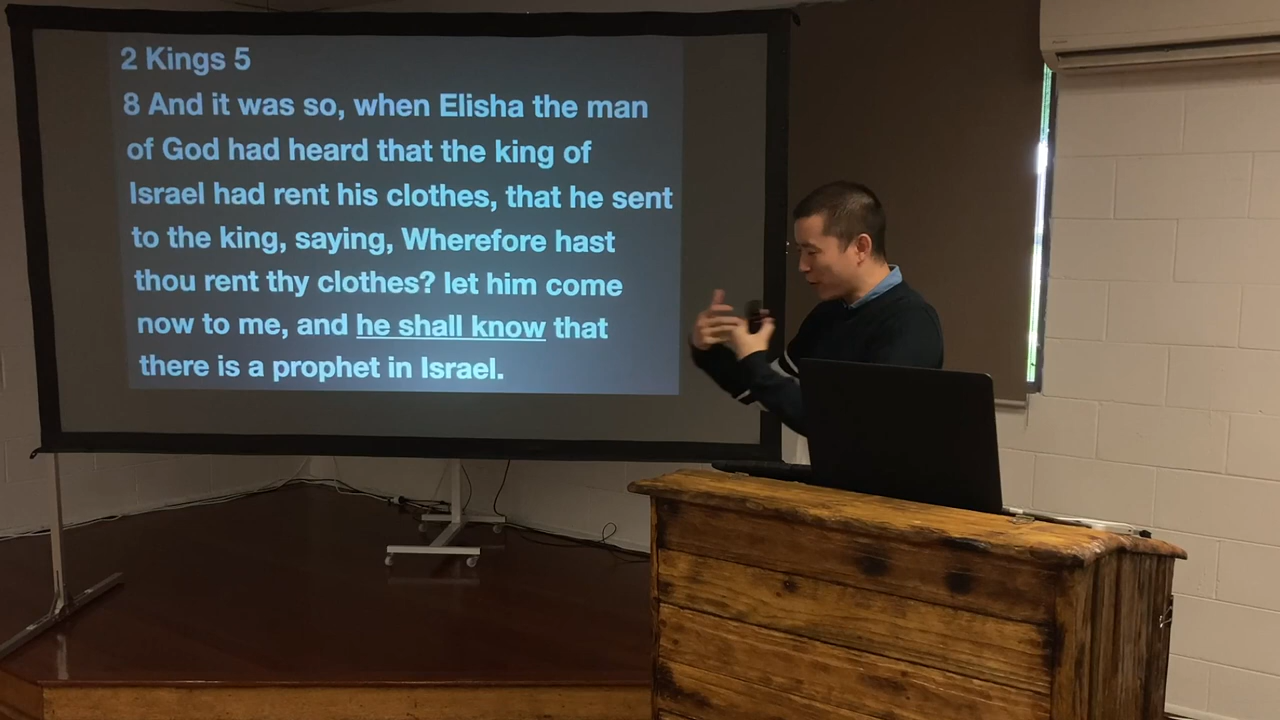 2 Kings 5
8 And it was so, when Elisha the man
of God had heard that the king of
Israel had rent his clothes, that he sent
to the king, saying, Wherefore hast
thou rent thy clothes? let him come
now to me, and he shall know that
there is a prophet in Israel.